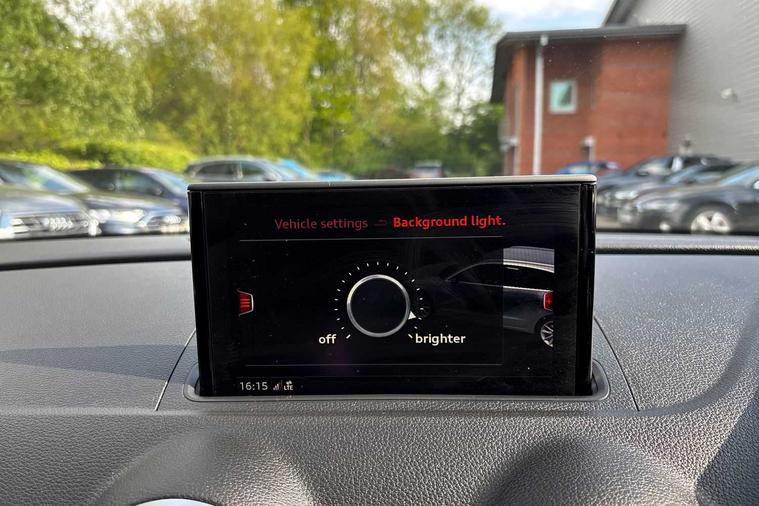 Vehicle settings Background light.
off brighter
16:15 LTE